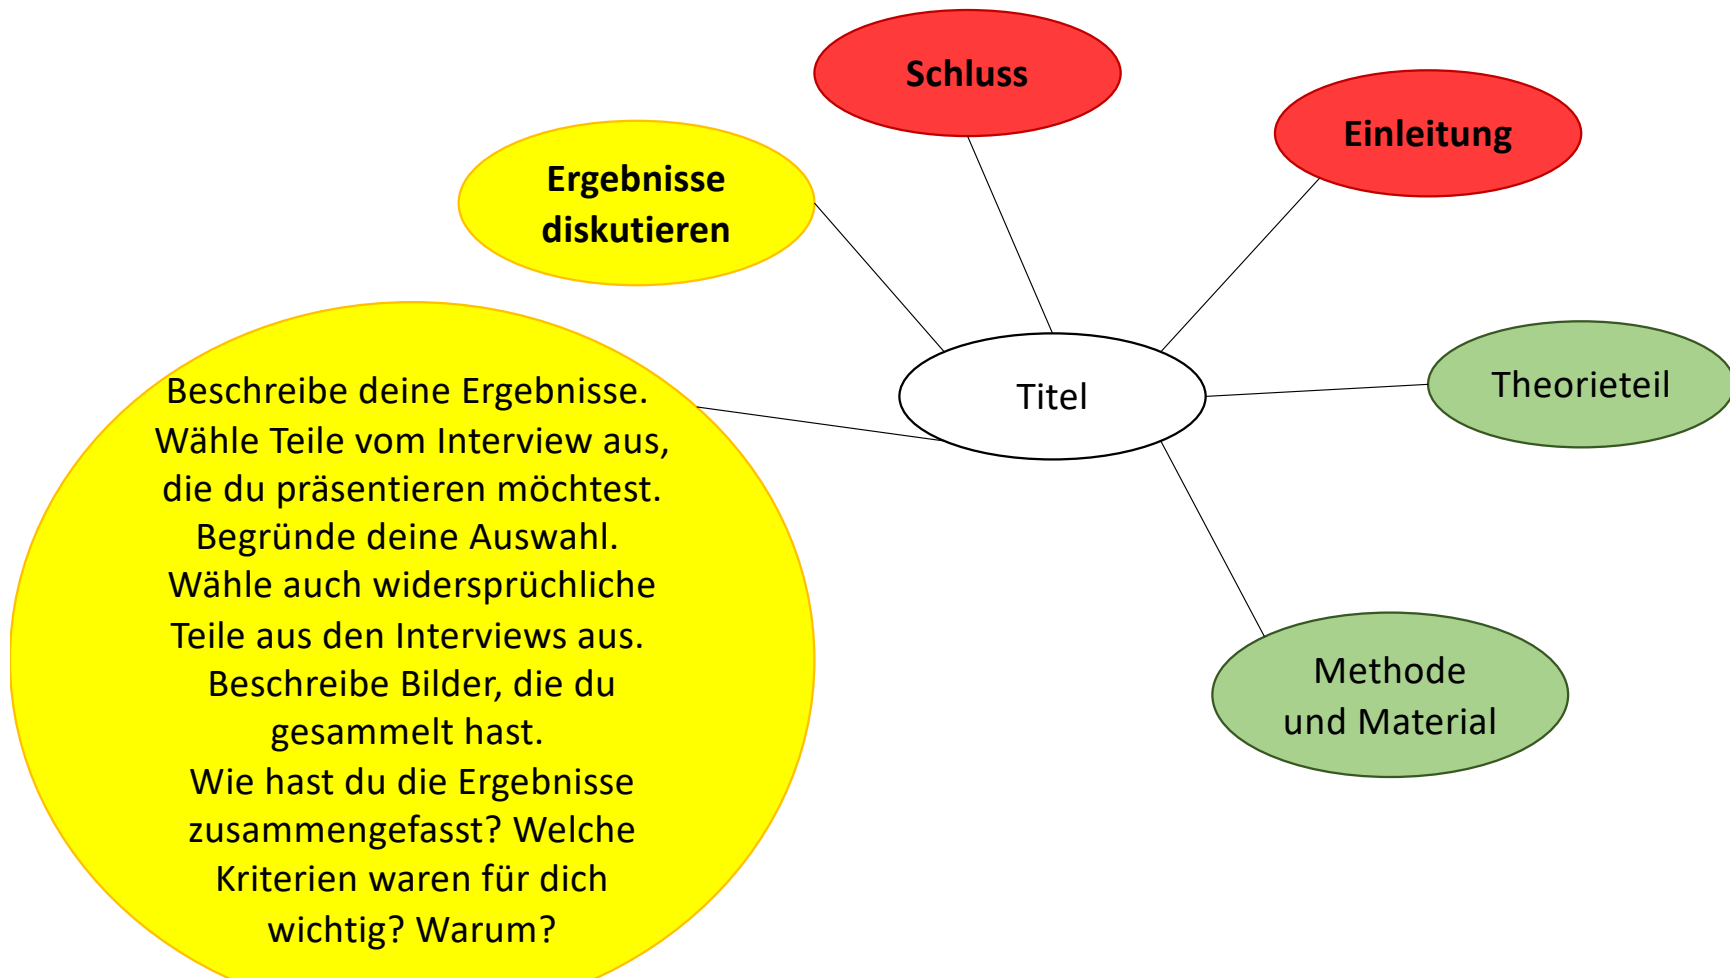 Schluss
Einleitung
Ergebnisse
diskutieren
Titel
Theorieteil
Methode
und Material
Beschreibe deine Ergebnisse.
Wähle Teile vom Interview aus,
die du präsentieren möchtest.
Begründe deine Auswahl.
Wähle auch widersprüchliche
Teile aus den Interviews aus.
Beschreibe Bilder, die du
gesammelt hast.
Wie hast du die Ergebnisse
zusammengefasst? Welche
Kriterien waren für dich
wichtig? Warum?